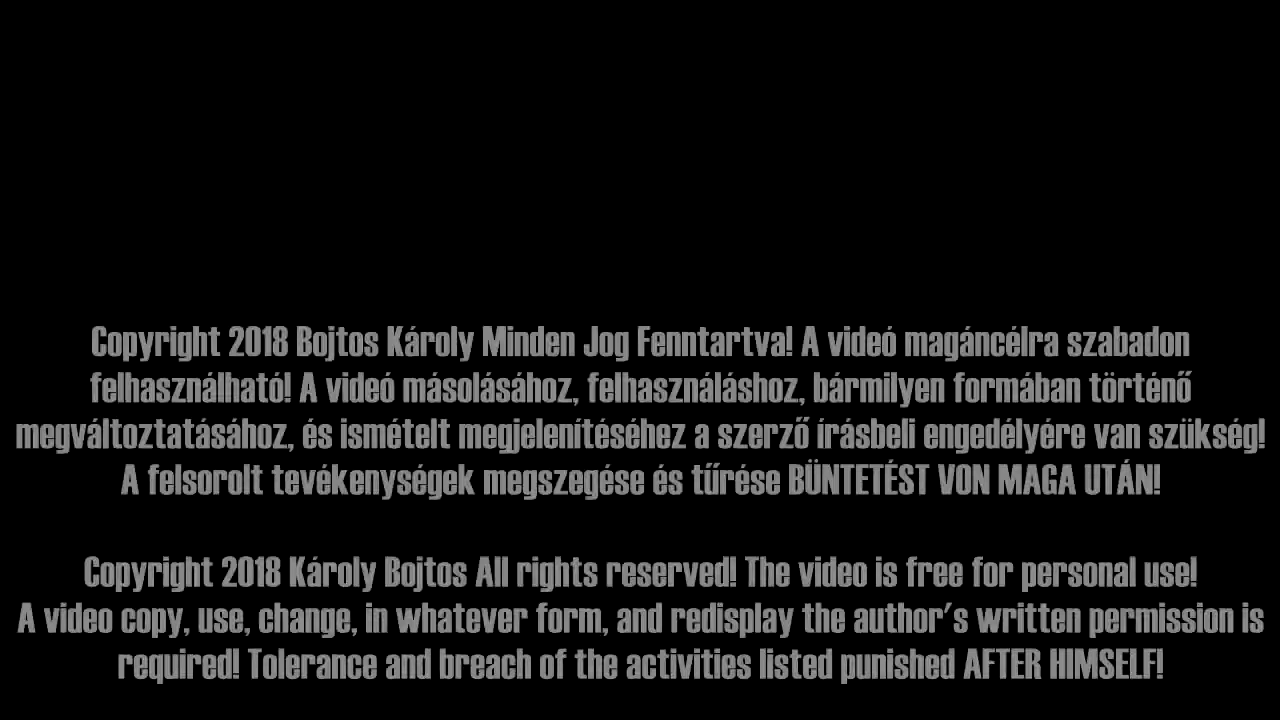 Copyright 2018 Bojtos Károly Minden Jog Fenntartva! A videó magáncélra szabadon
felhasználható! A videó másolásához, felhasználáshoz, bármilyen formában történő
megváltoztatásához, és ismételt megjelenítéséhez a szerző írásbeli engedélyére van szükség!
A felsorolt tevékenységek megszegése és tűrése BÜNTETÉST VON MAGA UTÁN!
Copyright 2018 Károly Bojtos All rights reserved! The video is free for personal use!
A video copy, use, change, in whatever form, and redisplay the author's written permission is
required! Tolerance and breach of the activities listed punished AFTER HIMSELF!